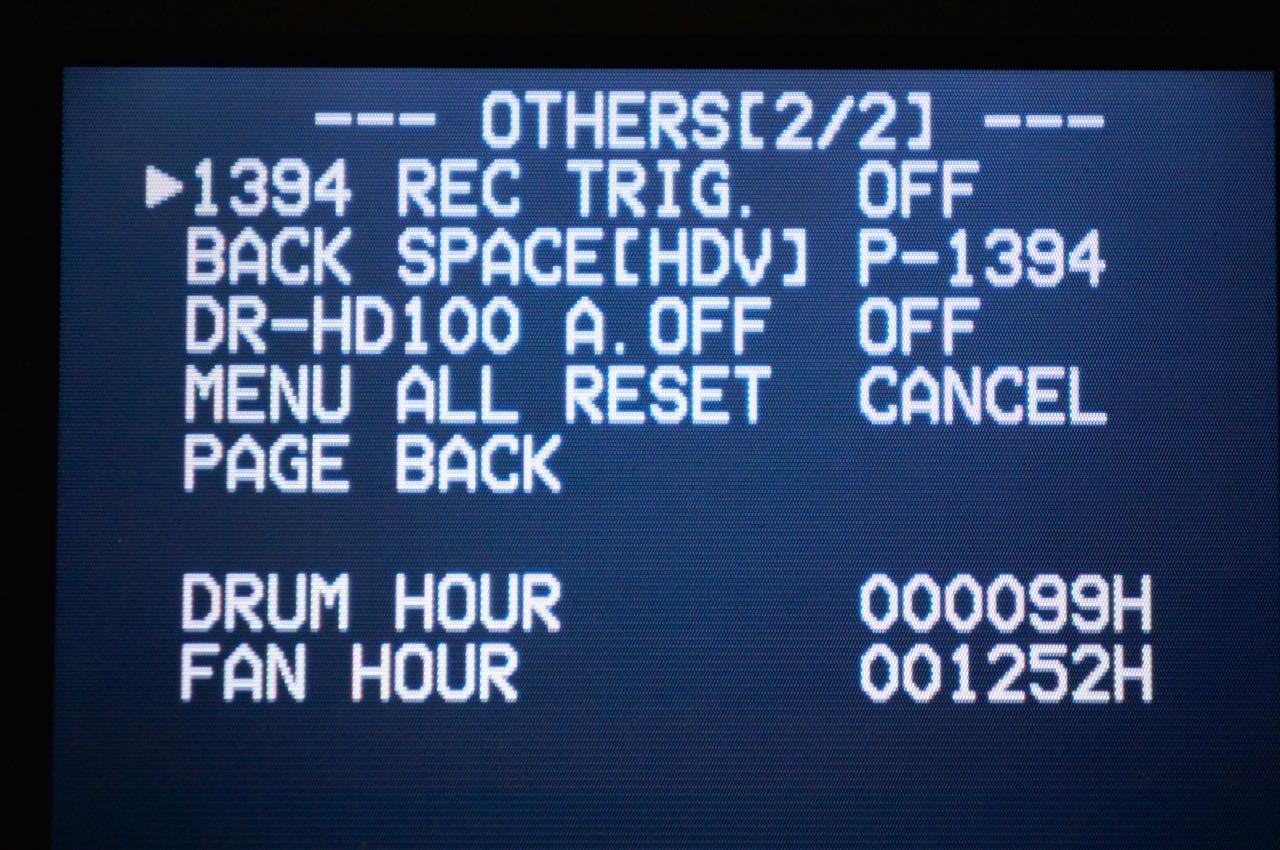 --- OTHERS[2/2] ---
▶1394 REC TRIG. OFF
BACK SPACE[HDV] P-1394
DR-HD100 A.OFF OFF
MENU ALL RESET CANCEL
PAGE BACK
DRUM HOUR 000099H
FAN HOUR 001252H